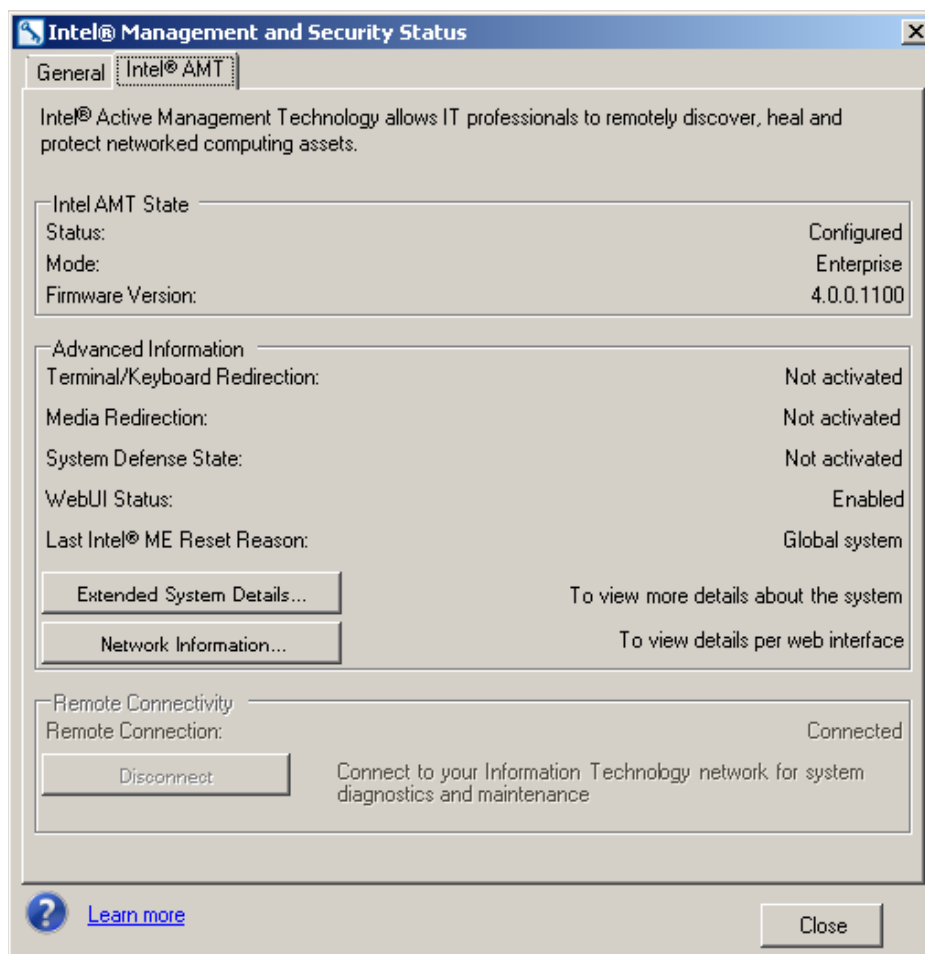 Intel® Management and Security Status
General
Intel® AMT
Intel® Active Management Technology allows IT professionals to remotely discover, heal and
protect networked computing assets.
Intel AMT State
Status: Configured
Mode: Enterprise
Firmware Version: 4.0.0.1100
Advanced Information
Terminal/Keyboard Redirection: Not activated
Media Redirection: Not activated
System Defense State: Not activated
WebUI Status: Enabled
Last Intel® ME Reset Reason: Global system
Extended System Details... To view more details about the system
Network Information... To view details per web interface
Remote Connectivity
Remote Connection: Connected
Disconnect
Connect to your Information Technology network for system
diagnostics and maintenance
Learn more
Close